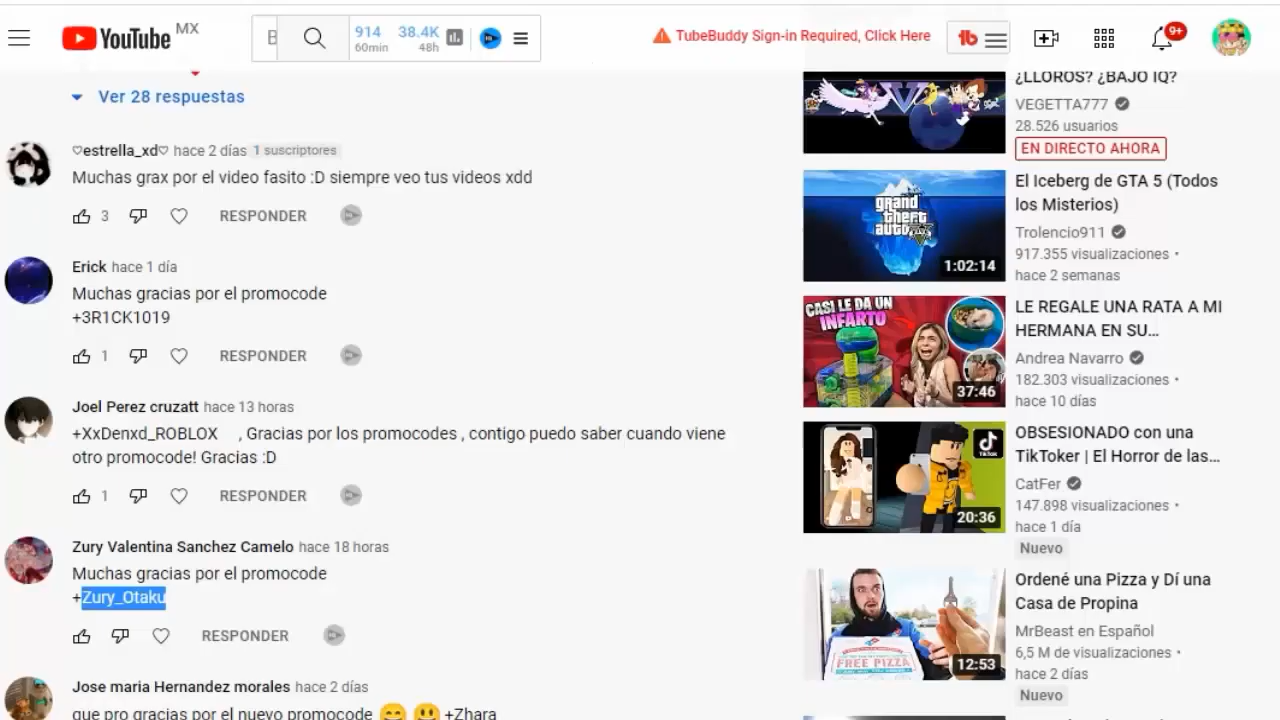 YouTube MX
914
60min
38.4K
48h
TubeBuddy Sign-in Required, Click Here
tb
9+
Ver 28 respuestas
♡estrella_xd♡ hace 2 días 1 suscriptores
Muchas grax por el video fasito :D siempre veo tus videos xdd
3 RESPONDER
Erick hace 1 día
Muchas gracias por el promocode
+3R1CK1019
1 RESPONDER
Joel Perez cruzatt hace 13 horas
+XxDenxd_ROBLOX , Gracias por los promocodes , contigo puedo saber cuando viene
otro promocode! Gracias :D
1 RESPONDER
Zury Valentina Sanchez Camelo hace 18 horas
Muchas gracias por el promocode
+Zury_Otaku
RESPONDER
Jose maria Hernandez morales hace 2 días
que pro gracias por el nuevo promocode 😄 😃 +Zhara
¿LLOROS? ¿BAJO IQ?
VEGETTA777
28.526 usuarios
EN DIRECTO AHORA
grand
theft
auto V
1:02:14
El Iceberg de GTA 5 (Todos
los Misterios)
Trolencio911
917.355 visualizaciones •
hace 2 semanas
CASI LE DA UN
INFARTO
37:46
LE REGALE UNA RATA A MI
HERMANA EN SU...
Andrea Navarro
182.303 visualizaciones •
hace 10 días
TikTok
20:36
OBSESIONADO con una
TikToker | El Horror de las...
CatFer
147.898 visualizaciones •
hace 1 día
Nuevo
FREE PIZZA
12:53
Ordené una Pizza y Dí una
Casa de Propina
MrBeast en Español
6,5 M de visualizaciones •
hace 2 días
Nuevo